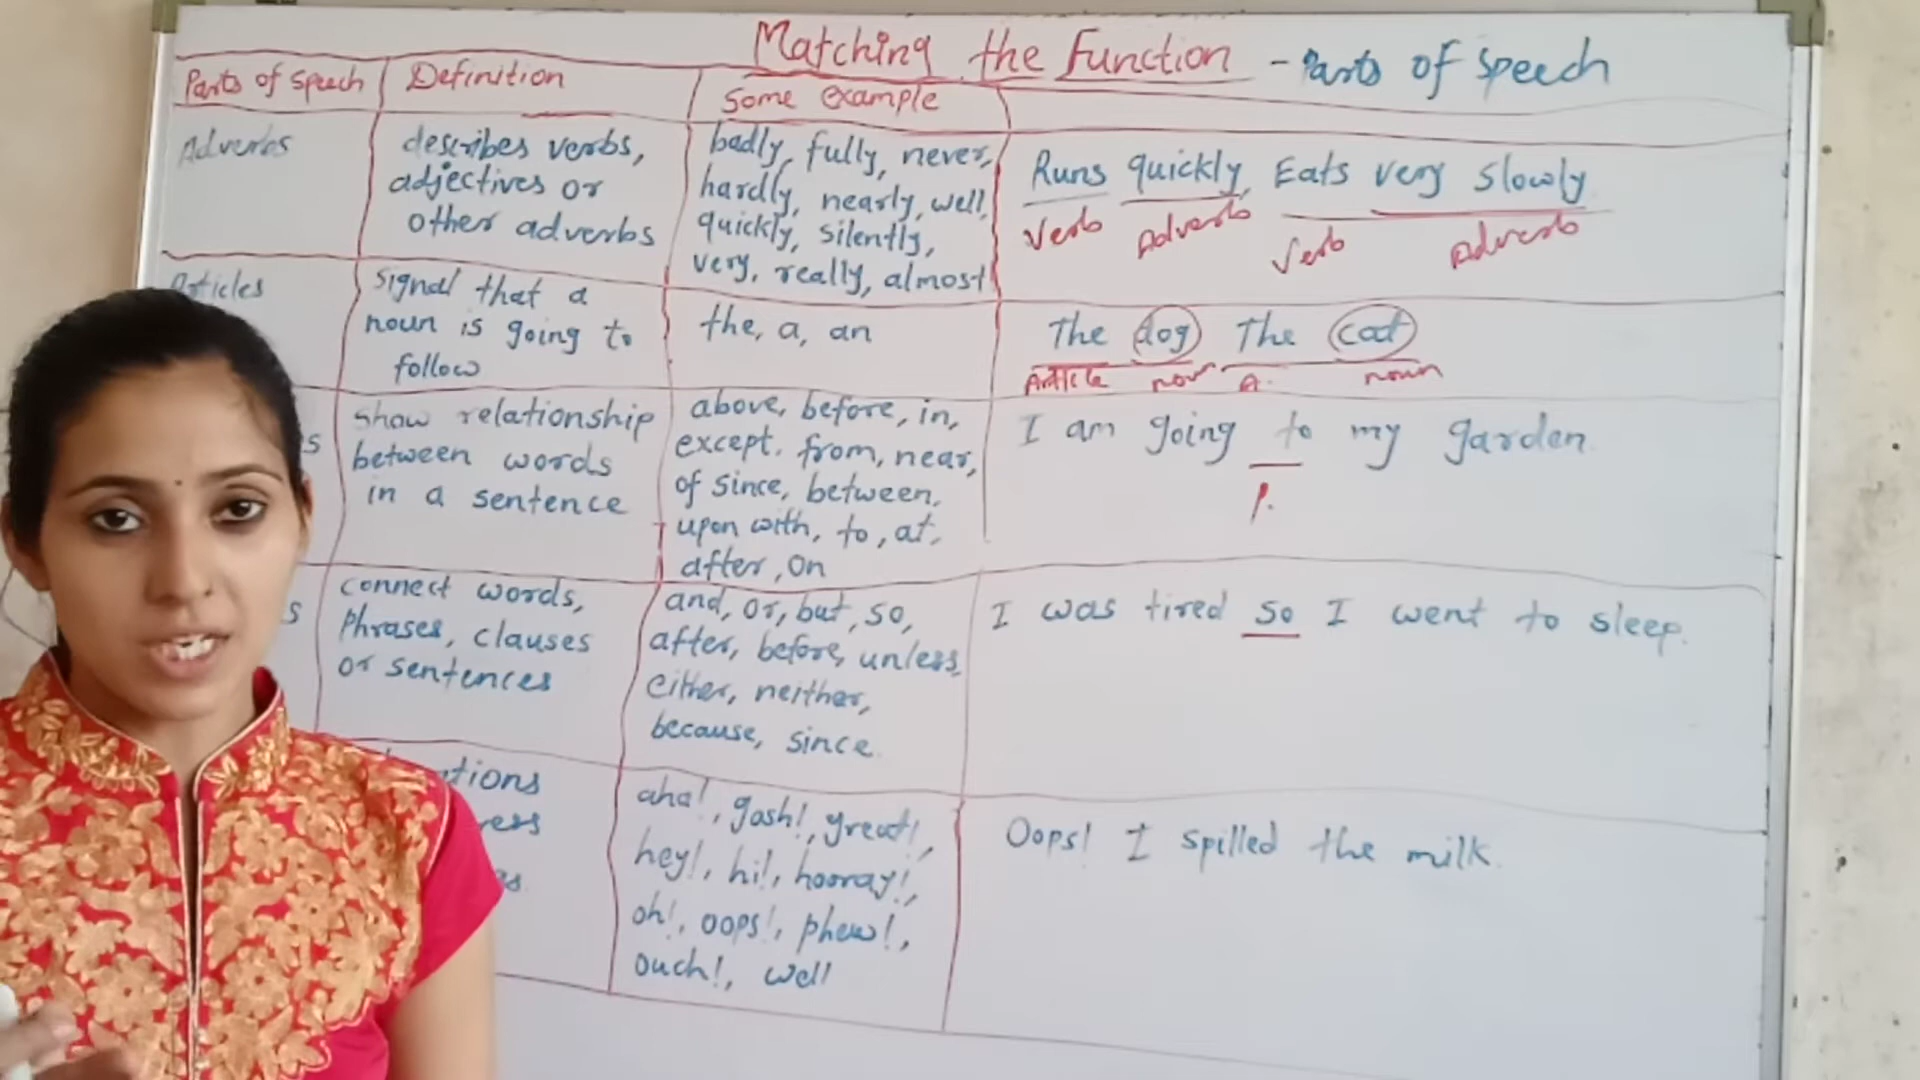 Matching the Function - Parts of Speech
Parts of Speech
Definition
Some example
Adverbs
describes verbs,
adjectives or
other adverbs
badly, fully, never,
hardly, nearly, well,
quickly, silently,
very, really, almost
Runs quickly, Eats very slowly
Verb Adverb Verb Adverb
Articles
signal that a
noun is going to
follow
the, a, an
The dog The cat
Article noun A. noun
show relationship
between words
in a sentence
above, before, in,
except, from, near,
of since, between,
upon with, to, at,
after, on
I am going to my garden.
P.
connect words,
Phrases, clauses
or sentences
and, or, but, so,
after, before, unless,
either, neither,
because, since.
I was tired so I went to sleep.
aha!, gosh!, great!,
hey!, hi!, hooray!,
oh!, oops!, phew!,
ouch!, well
Oops! I spilled the milk.